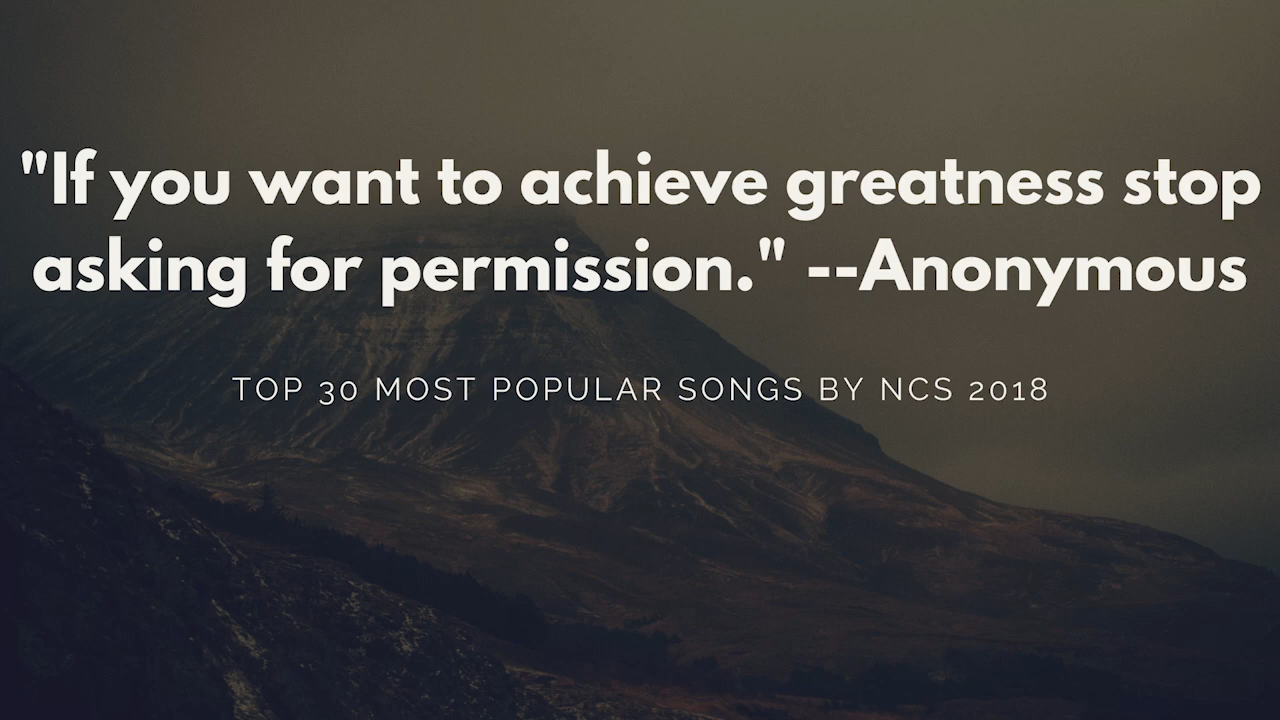 "If you want to achieve greatness stop
asking for permission." --Anonymous
TOP 30 MOST POPULAR SONGS BY NCS 2018